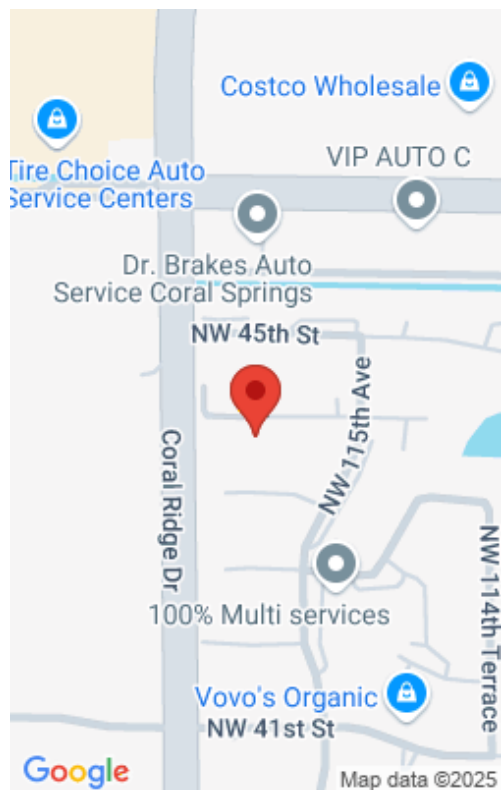 Costco Wholesale
Tire Choice Auto
Service Centers
VIP AUTO C
Dr. Brakes Auto
Service Coral Springs
NW 45th St
NW 115th Ave
Coral Ridge Dr
100% Multi services
NW 114th Terrace
Vovo's Organic
NW 41st St
Google
Map data ©2025